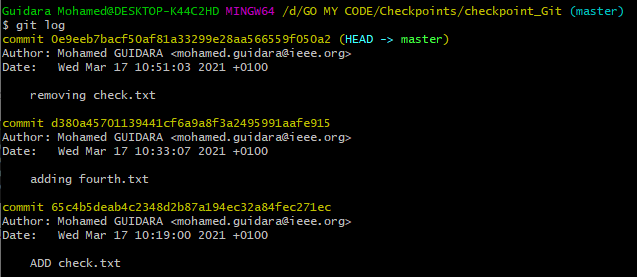 Guidara Mohamed@DESKTOP-K44C2HD MINGW64 /d/GO MY CODE/Checkpoints/checkpoint_Git (master)
$ git log
commit 0e9eeb7bacf50af81a33299e28aa566559f050a2 (HEAD -> master)
Author: Mohamed GUIDARA <mohamed.guidara@ieee.org>
Date:   Wed Mar 17 10:51:03 2021 +0100
    removing check.txt
commit d380a45701139441cf6a9a8f3a2495991aafe915
Author: Mohamed GUIDARA <mohamed.guidara@ieee.org>
Date:   Wed Mar 17 10:33:07 2021 +0100
    adding fourth.txt
commit 65c4b5deab4c2348d2b87a194ec32a84fec271ec
Author: Mohamed GUIDARA <mohamed.guidara@ieee.org>
Date:   Wed Mar 17 10:19:00 2021 +0100
    ADD check.txt